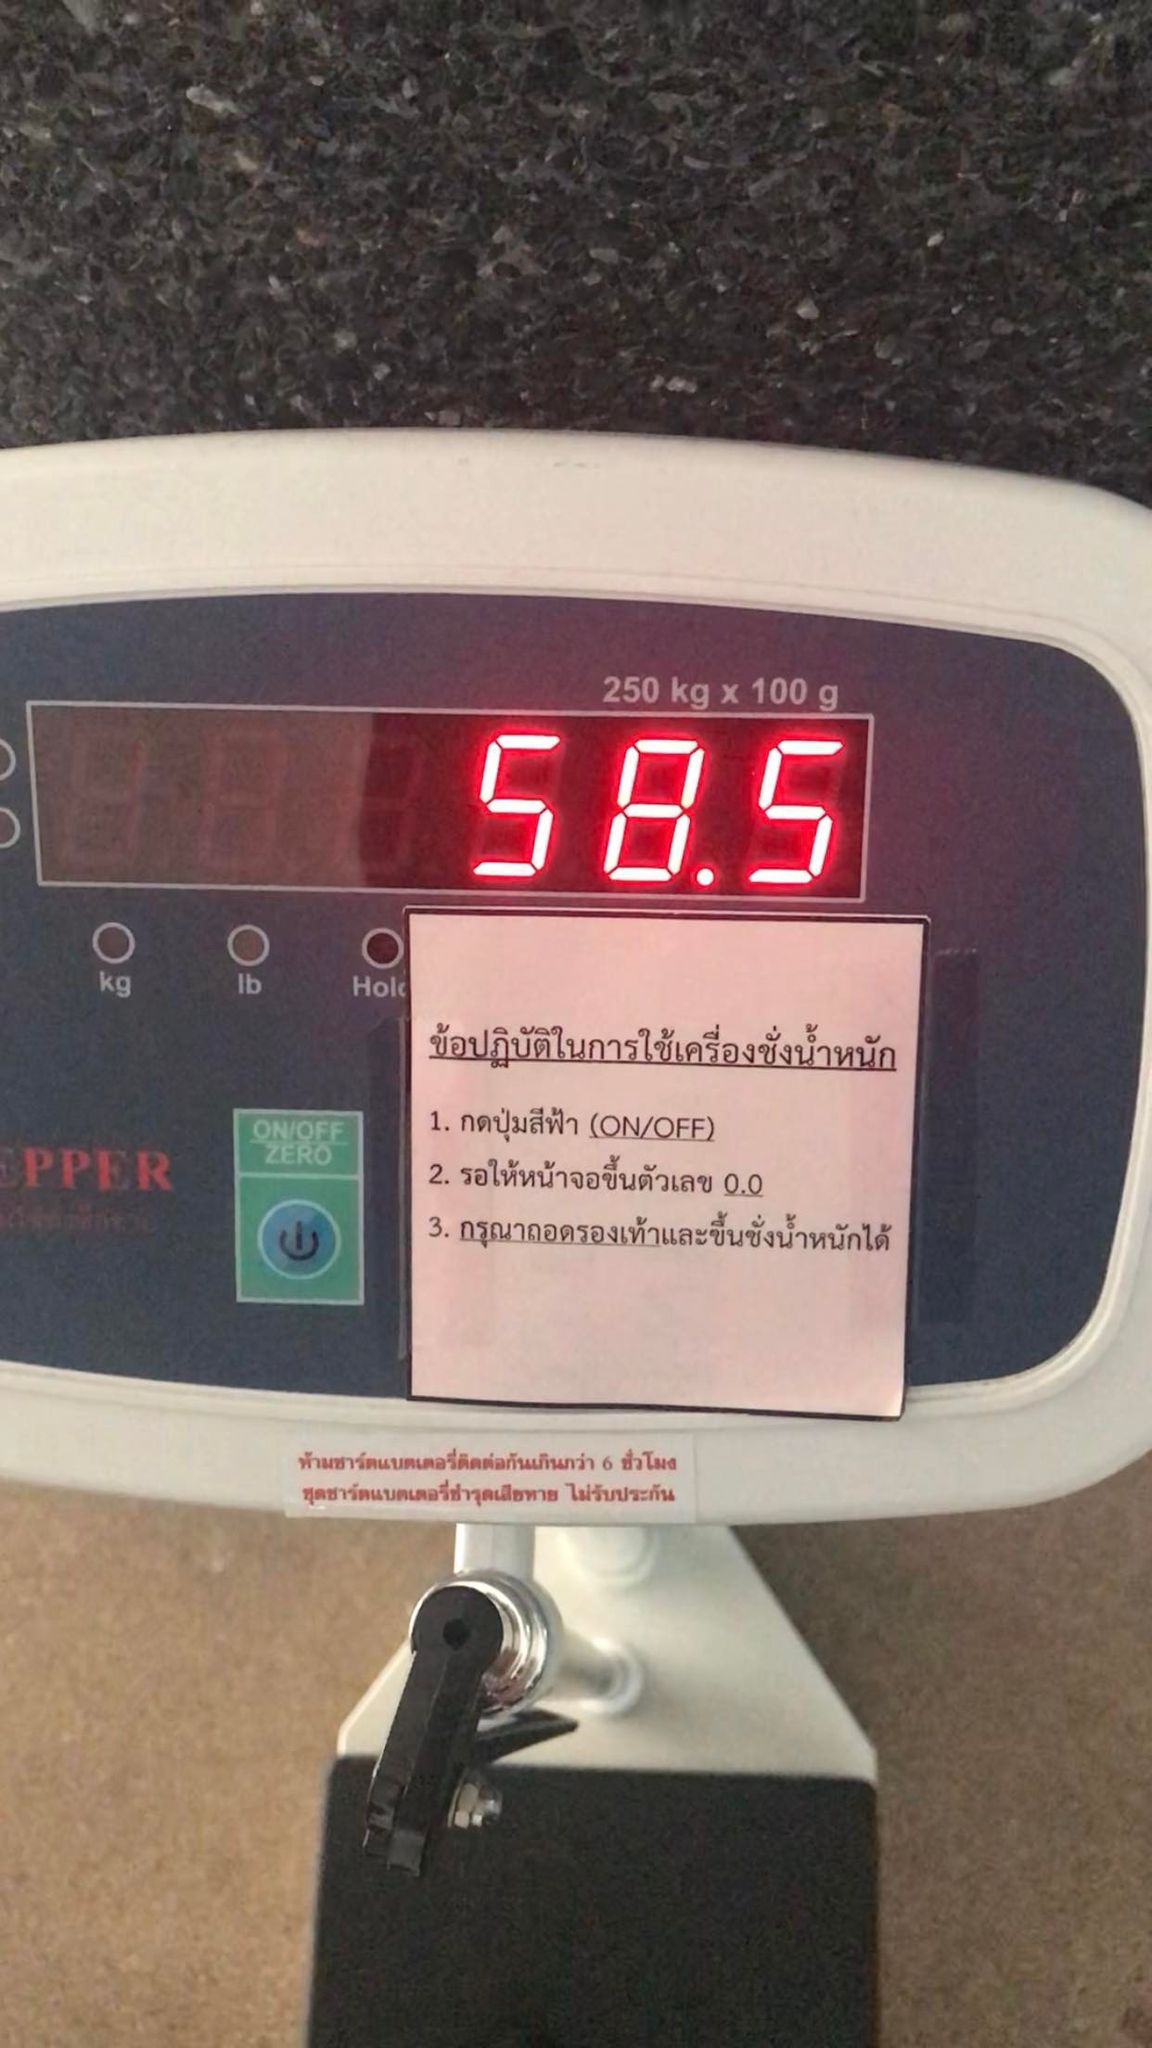 250 kg x 100 g
58.5
kg
lb
Hold
ข้อปฏิบัติในการใช้เครื่องชั่งน้ำหนัก
1. กดปุ่มสีฟ้า (ON/OFF)
2. รอให้หน้าจอขึ้นตัวเลข 0.0
3. กรุณาถอดรองเท้าและขึ้นชั่งน้ำหนักได้
ON/OFF
ZERO
EPPER
ห้ามชาร์ตแบตเตอรี่ติดต่อกันเกินกว่า 6 ชั่วโมง
ชุดชาร์ตแบตเตอรี่ชำรุดเสียหาย ไม่รับประกัน